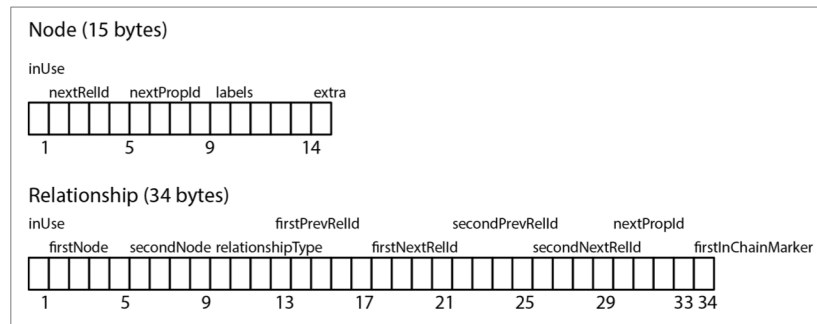 Node (15 bytes)
inUse
nextRelId nextPropId labels extra
1 5 9 14
Relationship (34 bytes)
inUse firstPrevRelId secondPrevRelId nextPropId
firstNode secondNode relationshipType firstNextRelId secondNextRelId firstInChainMarker
1 5 9 13 17 21 25 29 33 34